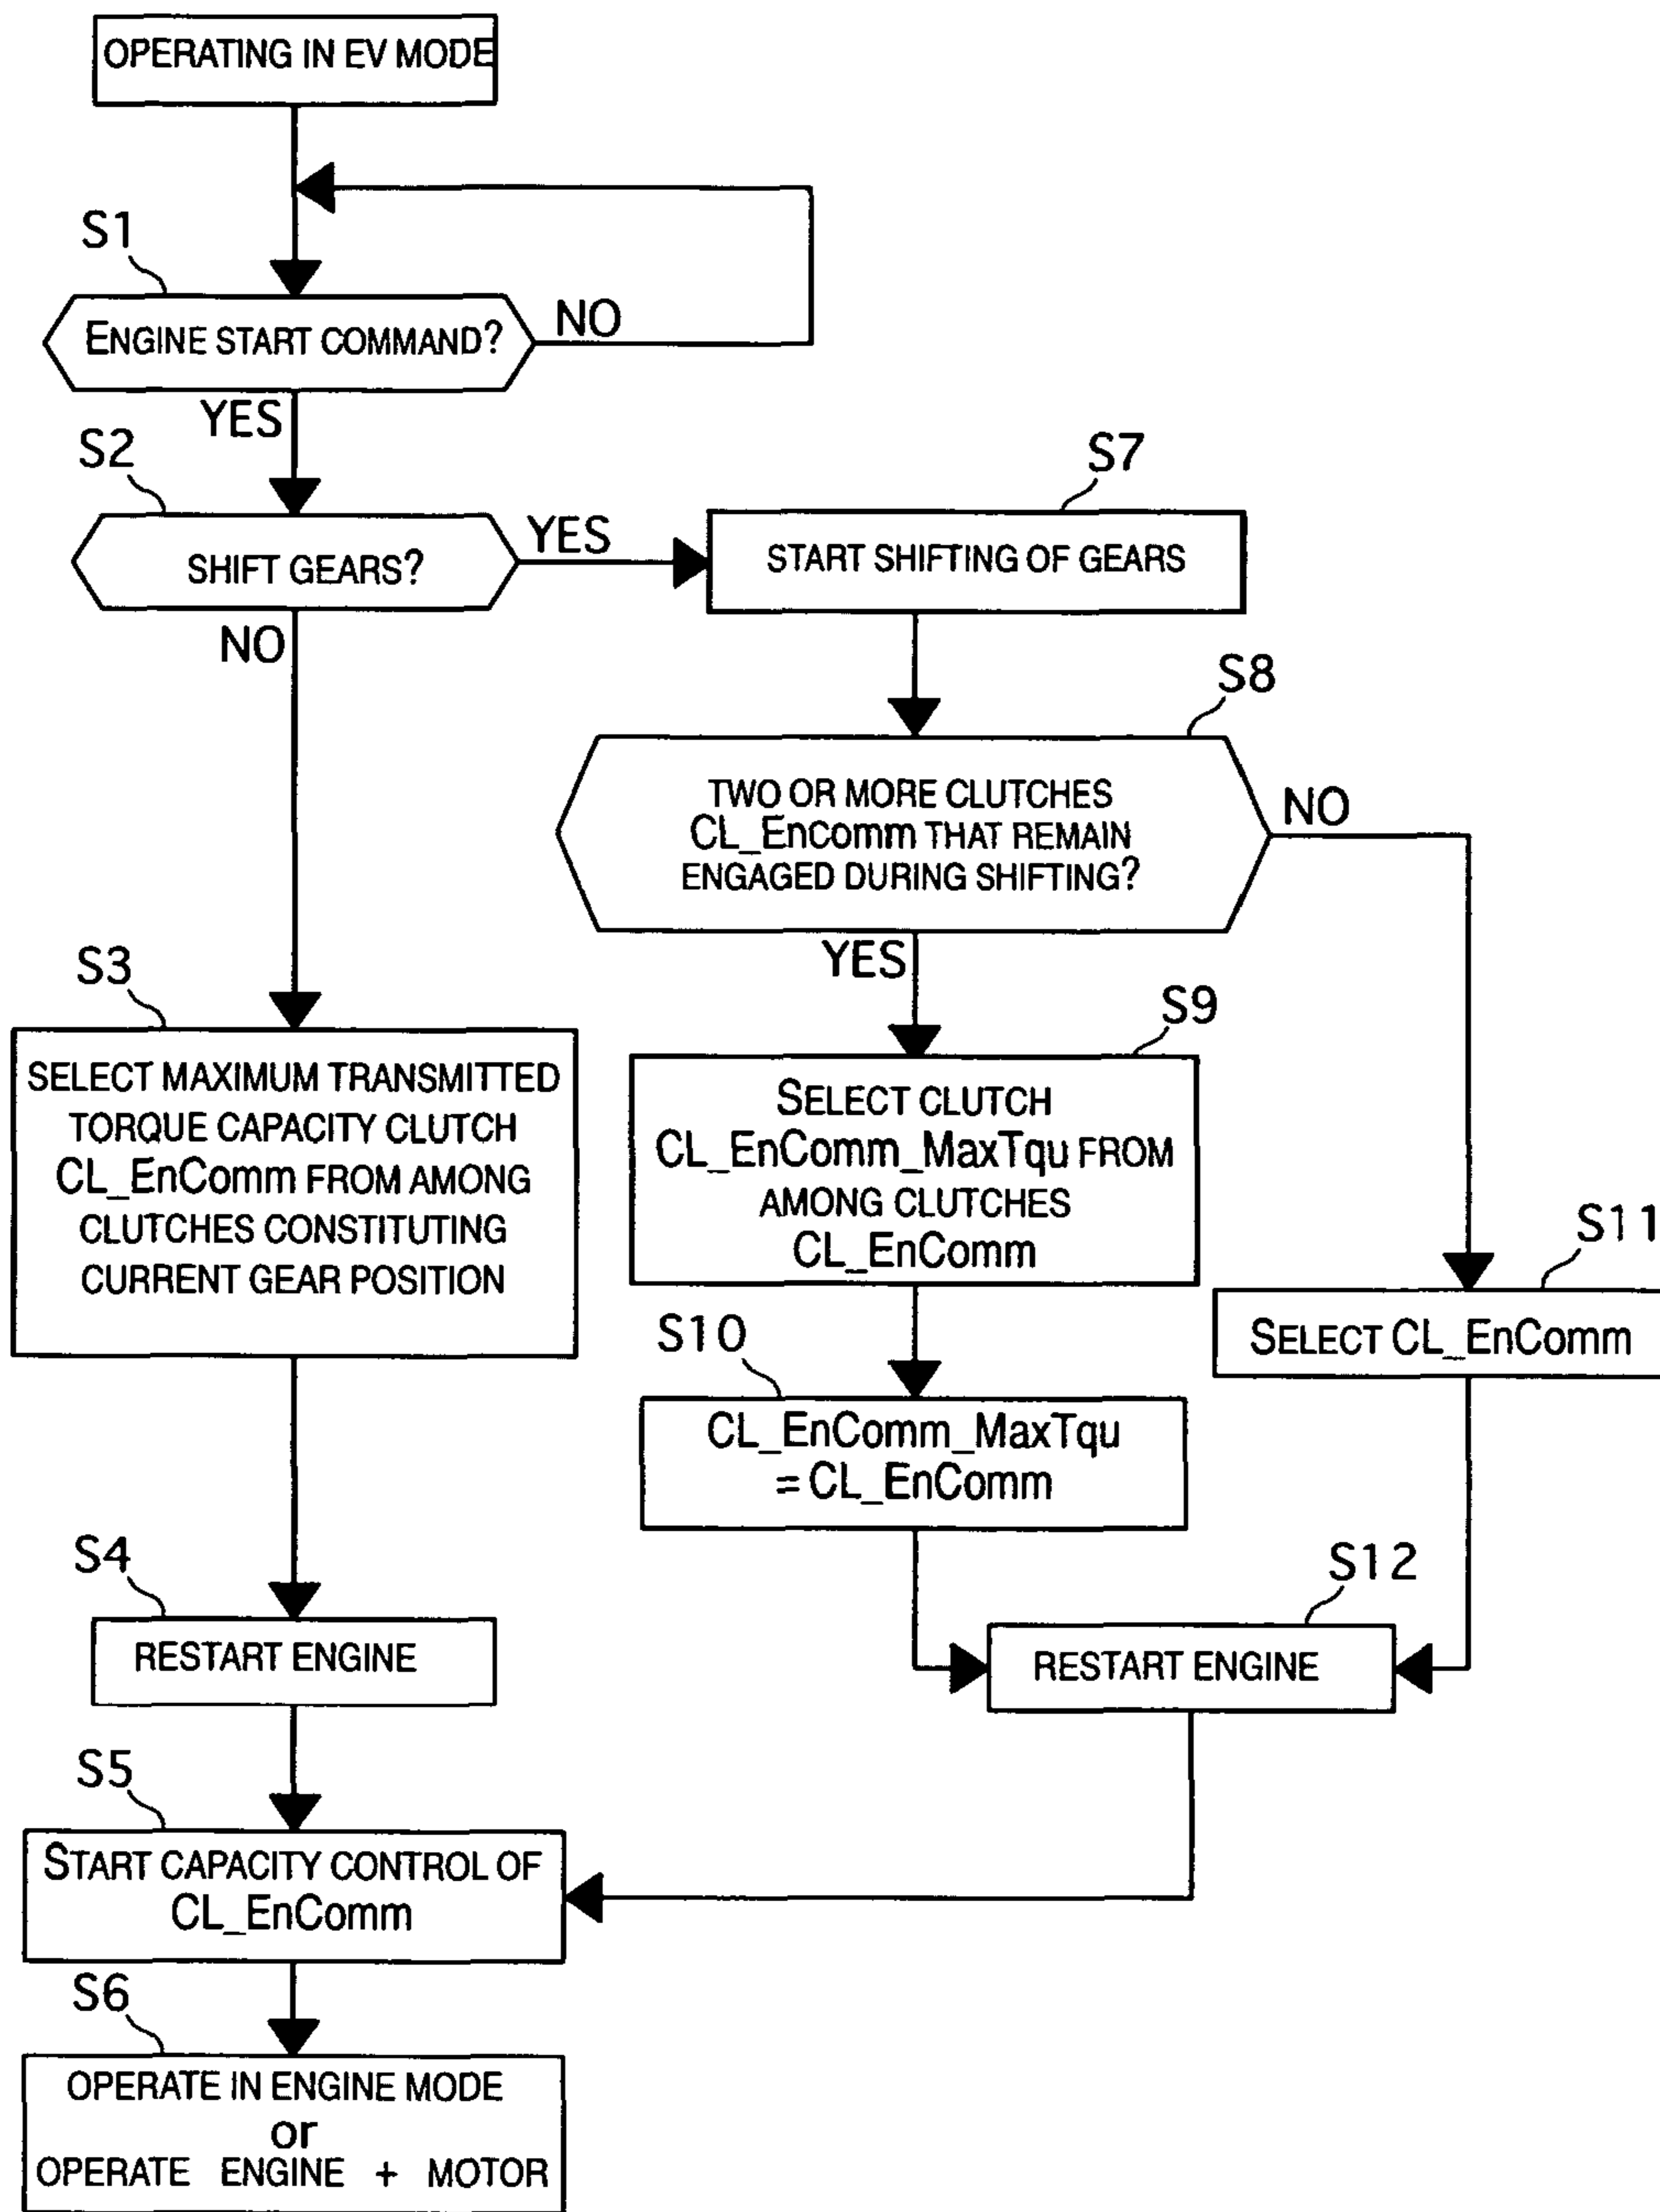 OPERATING IN EV MODE
S1
ENGINE START COMMAND?
NO
YES
S2
SHIFT GEARS?
YES
NO
S7
START SHIFTING OF GEARS
S8
TWO OR MORE CLUTCHES
CL_Encomm THAT REMAIN
ENGAGED DURING SHIFTING?
NO
YES
S3
SELECT MAXIMUM TRANSMITTED
TORQUE CAPACITY CLUTCH
CL_EnComm FROM AMONG
CLUTCHES CONSTITUTING
CURRENT GEAR POSITION
S9
SELECT CLUTCH
CL_EnComm_MaxTqu FROM
AMONG CLUTCHES
CL_EnComm
S11
SELECT CL_EnComm
S10
CL_EnComm_MaxTqu
= CL_EnComm
S4
RESTART ENGINE
S12
RESTART ENGINE
S5
START CAPACITY CONTROL OF
CL_EnComm
S6
OPERATE IN ENGINE MODE
or
OPERATE ENGINE + MOTOR